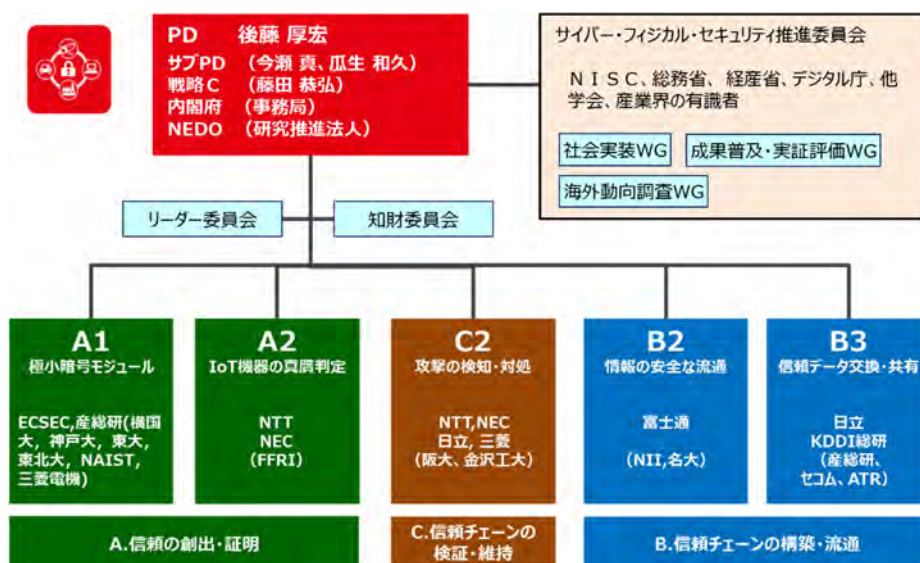 PD 後藤 厚宏
サブPD (今瀬 真、瓜生 和久)
戦略C (藤田 恭弘)
内閣府 (事務局)
NEDO (研究推進法人)
サイバー・フィジカル・セキュリティ推進委員会
NISC、総務省、経産省、デジタル庁、他
学会、産業界の有識者
社会実装WG
成果普及・実証評価WG
海外動向調査WG
リーダー委員会
知財委員会
A1
極小暗号モジュール
ECSEC,産総研(横国
大, 神戸大, 東大,
東北大, NAIST,
三菱電機)
A2
IoT機器の真贋判定
NTT
NEC
(FFRI)
C2
攻撃の検知・対処
NTT,NEC
日立, 三菱
(阪大、金沢工大)
B2
情報の安全な流通
富士通
(NII,名大)
B3
信頼データ交換・共有
日立
KDDI総研
(産総研、
セコム、ATR)
A.信頼の創出・証明
C.信頼チェーンの
検証・維持
B.信頼チェーンの構築・流通